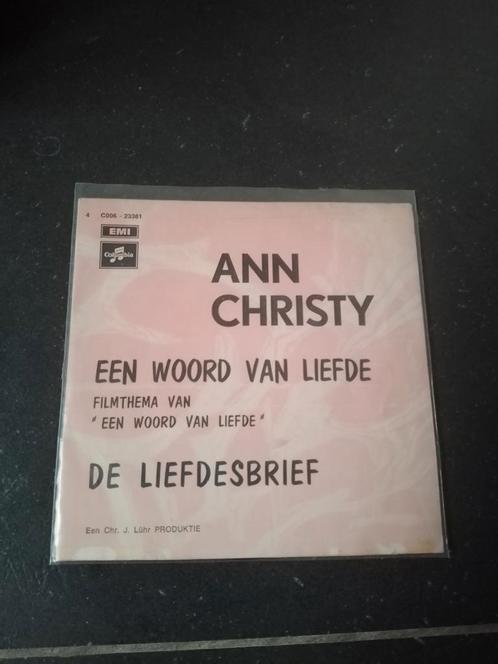 4 C006 - 23381
EMI
Columbia
ANN
CHRISTY
EEN WOORD VAN LIEFDE
FILMTHEMA VAN
"EEN WOORD VAN LIEFDE"
DE LIEFDESBRIEF
Een Chr. J. Lühr PRODUKTIE